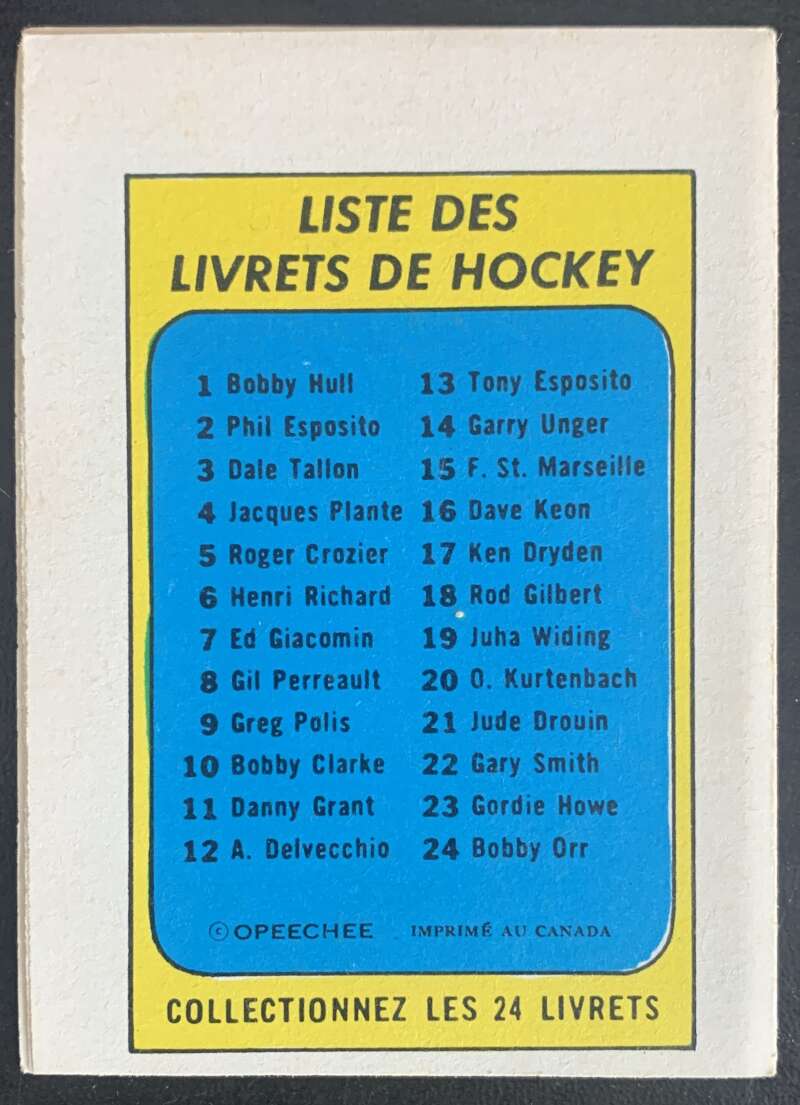 LISTE DES
LIVRETS DE HOCKEY
1 Bobby Hull
2 Phil Esposito
3 Dale Tallon
4 Jacques Plante
5 Roger Crozier
6 Henri Richard
7 Ed Giacomin
8 Gil Perreault
9 Greg Polis
10 Bobby Clarke
11 Danny Grant
12 A. Delvecchio
13 Tony Esposito
14 Garry Unger
15 F. St. Marseille
16 Dave Keon
17 Ken Dryden
18 Rod Gilbert
19 Juha Widing
20 O. Kurtenbach
21 Jude Drouin
22 Gary Smith
23 Gordie Howe
24 Bobby Orr
© OPEECHEE IMPRIMÉ AU CANADA
COLLECTIONNEZ LES 24 LIVRETS